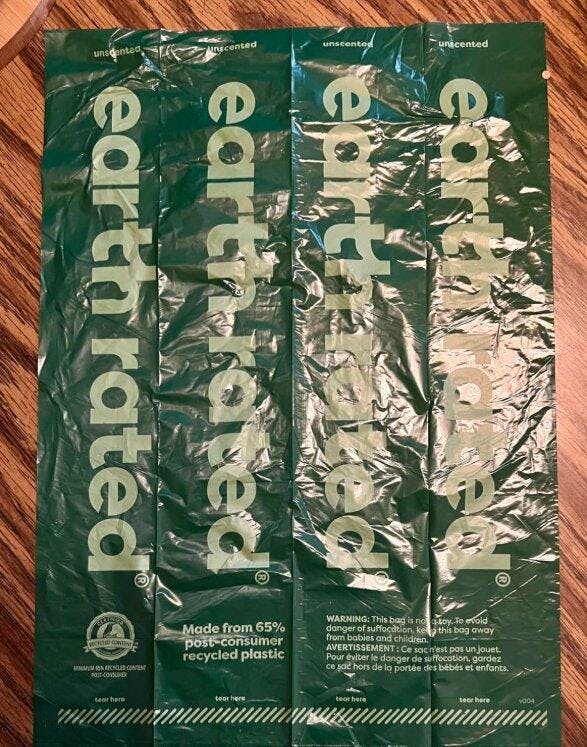 unscented unscented unscented unscented
earth rated®
earth rated®
earth rated®
earth rated®
CERTIFIED
RECYCLED CONTENT
MINIMUM 65% RECYCLED CONTENT
POST-CONSUMER
Made from 65%
post-consumer
recycled plastic
WARNING: This bag is not a toy. To avoid
danger of suffocation, keep this bag away
from babies and children.
AVERTISSEMENT : Ce sac n'est pas un jouet.
Pour éviter le danger de suffocation, gardez
ce sac hors de la portée des bébés et enfants.
tear here tear here tear here tear here v004